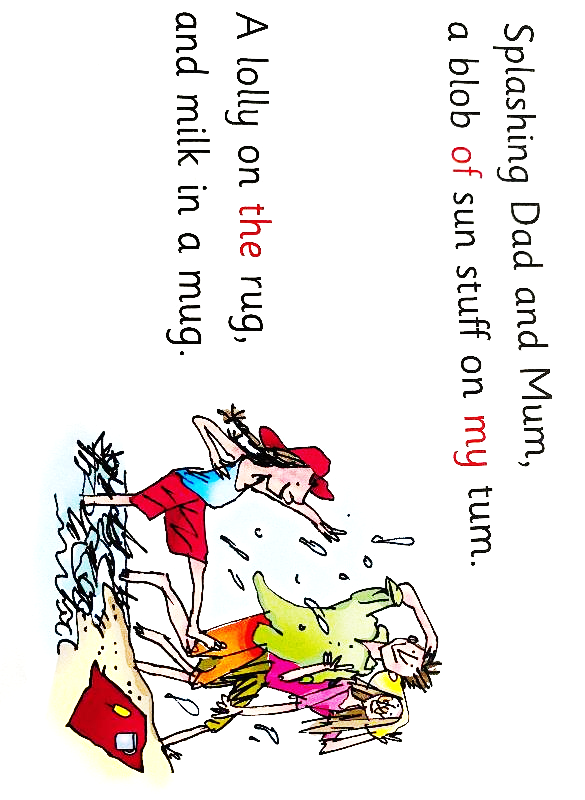 Splashing Dad and Mum,
a blob of sun stuff on my tum.
A lolly on the rug,
and milk in a mug.